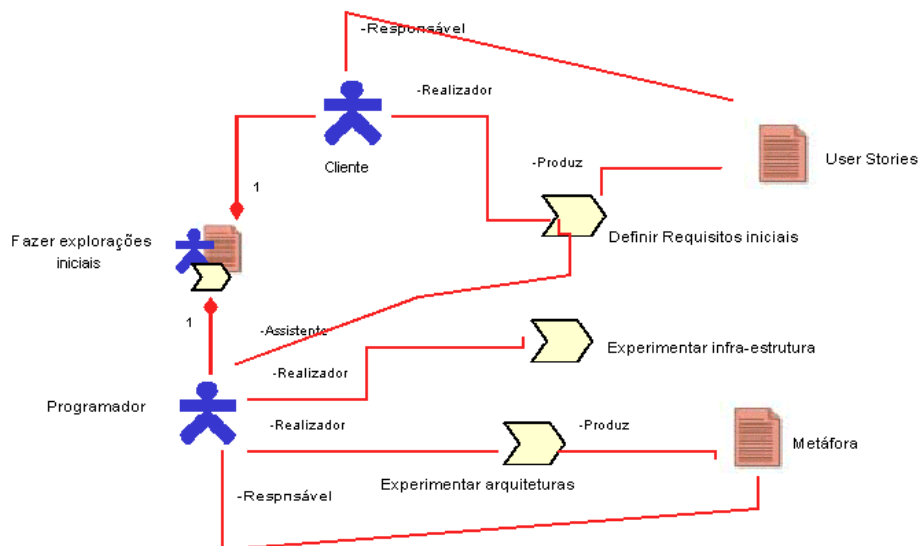 -Responsável
-Realizador
Cliente
User Stories
-Produz
1
Definir Requisitos iniciais
Fazer explorações
iniciais
1
-Assistente
Experimentar infra-estrutura
-Realizador
Programador
-Realizador
-Produz
Metáfora
Experimentar arquiteturas
-Respnsável